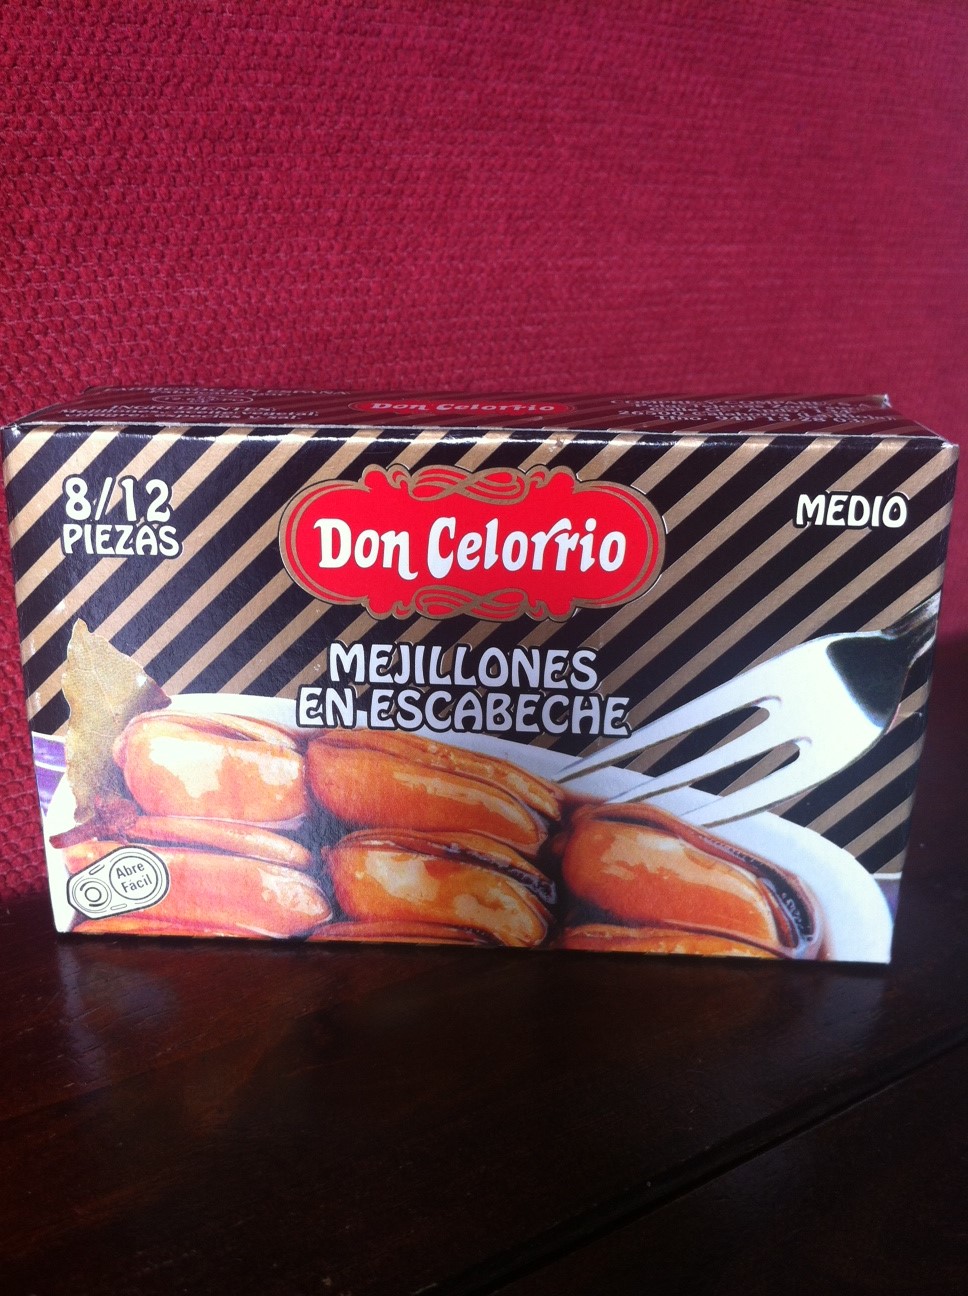 Don Celorrio
8/12
PIEZAS
Don Celorrio
MEDIO
MEJILLONES
EN ESCABECHE
Abre
Fácil